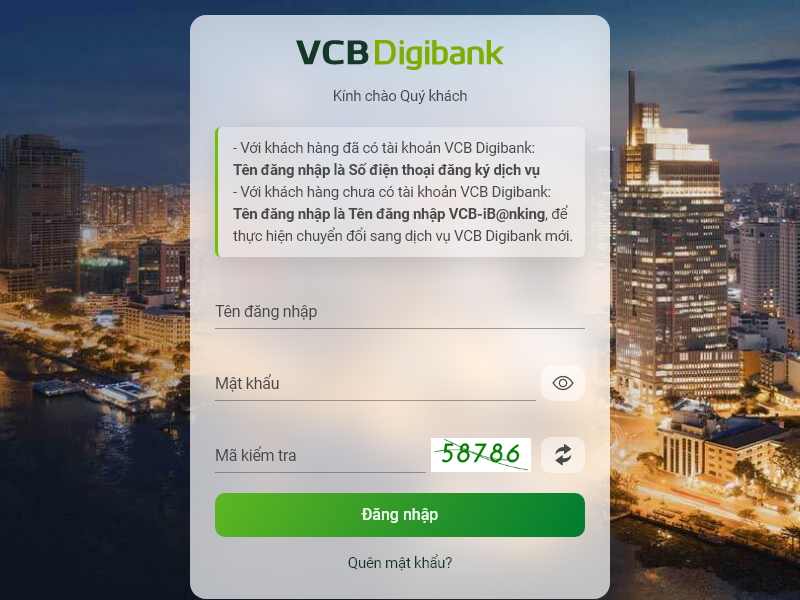 VCB Digibank
Kính chào Quý khách
- Với khách hàng đã có tài khoản VCB Digibank:
Tên đăng nhập là Số điện thoại đăng ký dịch vụ
- Với khách hàng chưa có tài khoản VCB Digibank:
Tên đăng nhập là Tên đăng nhập VCB-iB@nking, để
thực hiện chuyển đổi sang dịch vụ VCB Digibank mới.
Tên đăng nhập
Mật khẩu
Mã kiểm tra
58786
Đăng nhập
Quên mật khẩu?